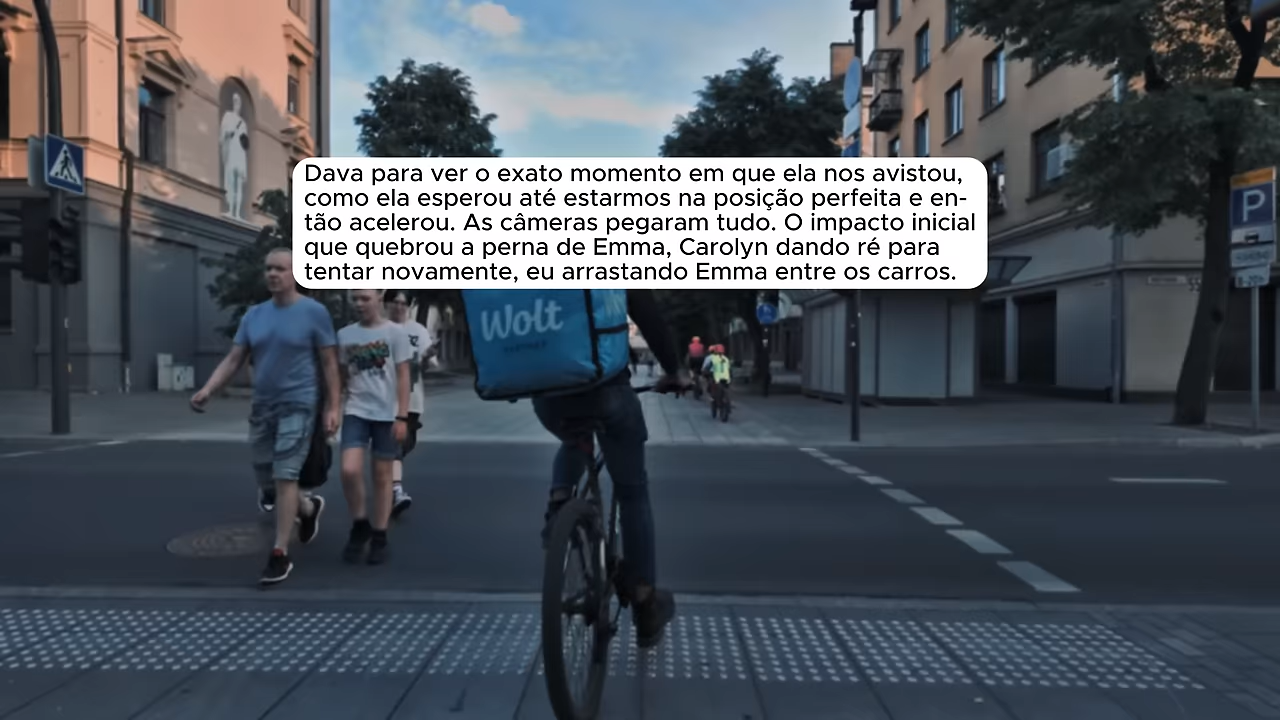 Dava para ver o exato momento em que ela nos avistou,
como ela esperou até estarmos na posição perfeita e en-
tão acelerou. As câmeras pegaram tudo. O impacto inicial
que quebrou a perna de Emma, Carolyn dando ré para
tentar novamente, eu arrastando Emma entre os carros.
Wolt
P